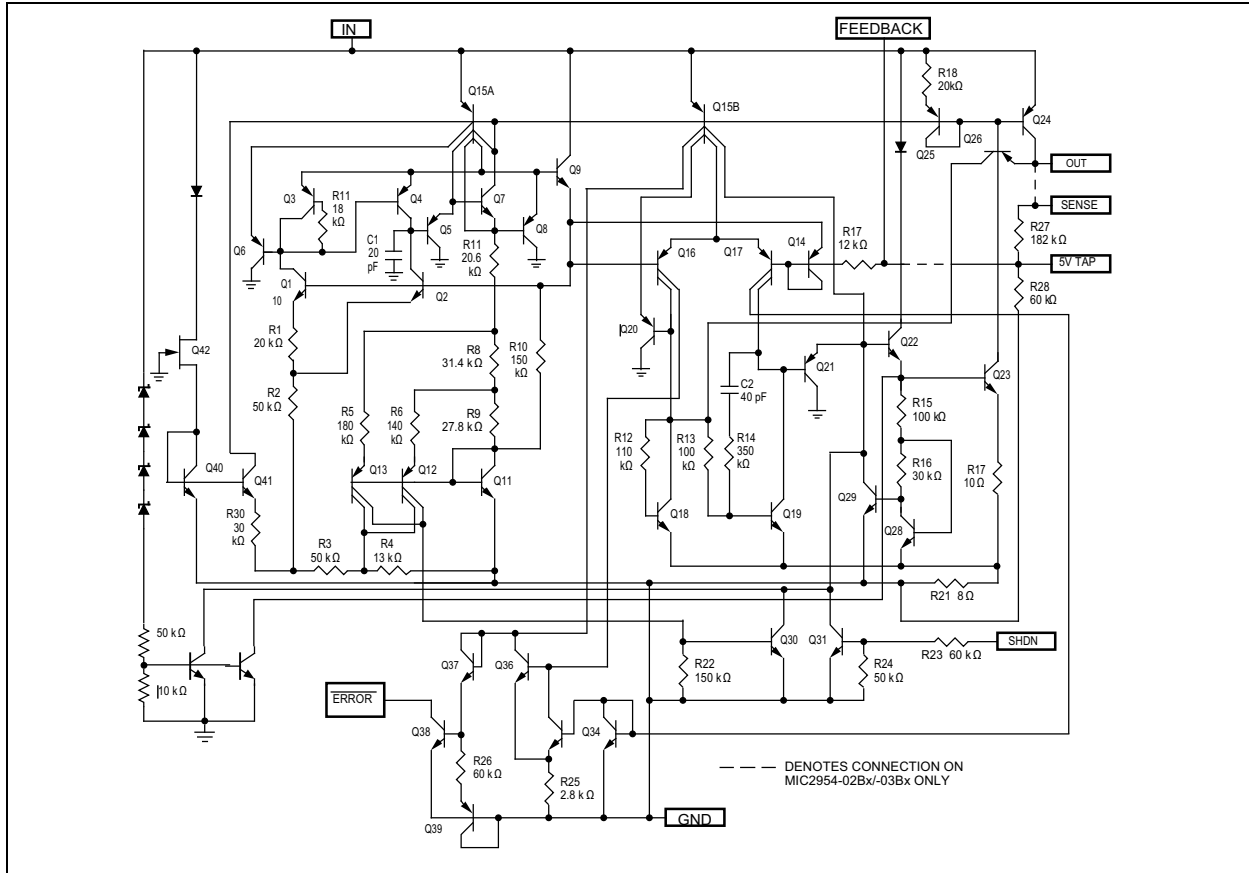 IN
FEEDBACK
R18
20kΩ
Q15A
Q15B
Q24
Q26
Q25
Q9
OUT
SENSE
Q3
R11
18
kΩ
Q4
Q7
Q5
Q8
Q6
C1
20
pF
R11
20.6
kΩ
Q16
Q17
Q14
R17
12 kΩ
R27
182 kΩ
5V TAP
R28
60 kΩ
Q1
10
Q2
Q20
Q22
Q42
R1
20 kΩ
R8
31.4 kΩ
R10
150
kΩ
Q21
Q23
R2
50 kΩ
C2
40 pF
R15
100 kΩ
R5
180
kΩ
R6
140
kΩ
R9
27.8 kΩ
R12
110
kΩ
R13
100
kΩ
R14
350
kΩ
R16
30 kΩ
R17
10 Ω
Q40
Q41
Q13
Q12
Q11
Q18
Q19
Q29
Q28
R30
30
kΩ
R3
50 kΩ
R4
13 kΩ
R21 8 Ω
50 kΩ
10 kΩ
Q37
Q36
R22
150 kΩ
Q30
Q31
R24
50 kΩ
R23 60 kΩ
SHDN
ERROR
Q38
Q34
R26
60 kΩ
R25
2.8 k Ω
Q39
GND
DENOTES CONNECTION ON
MIC2954-02Bx/-03Bx ONLY